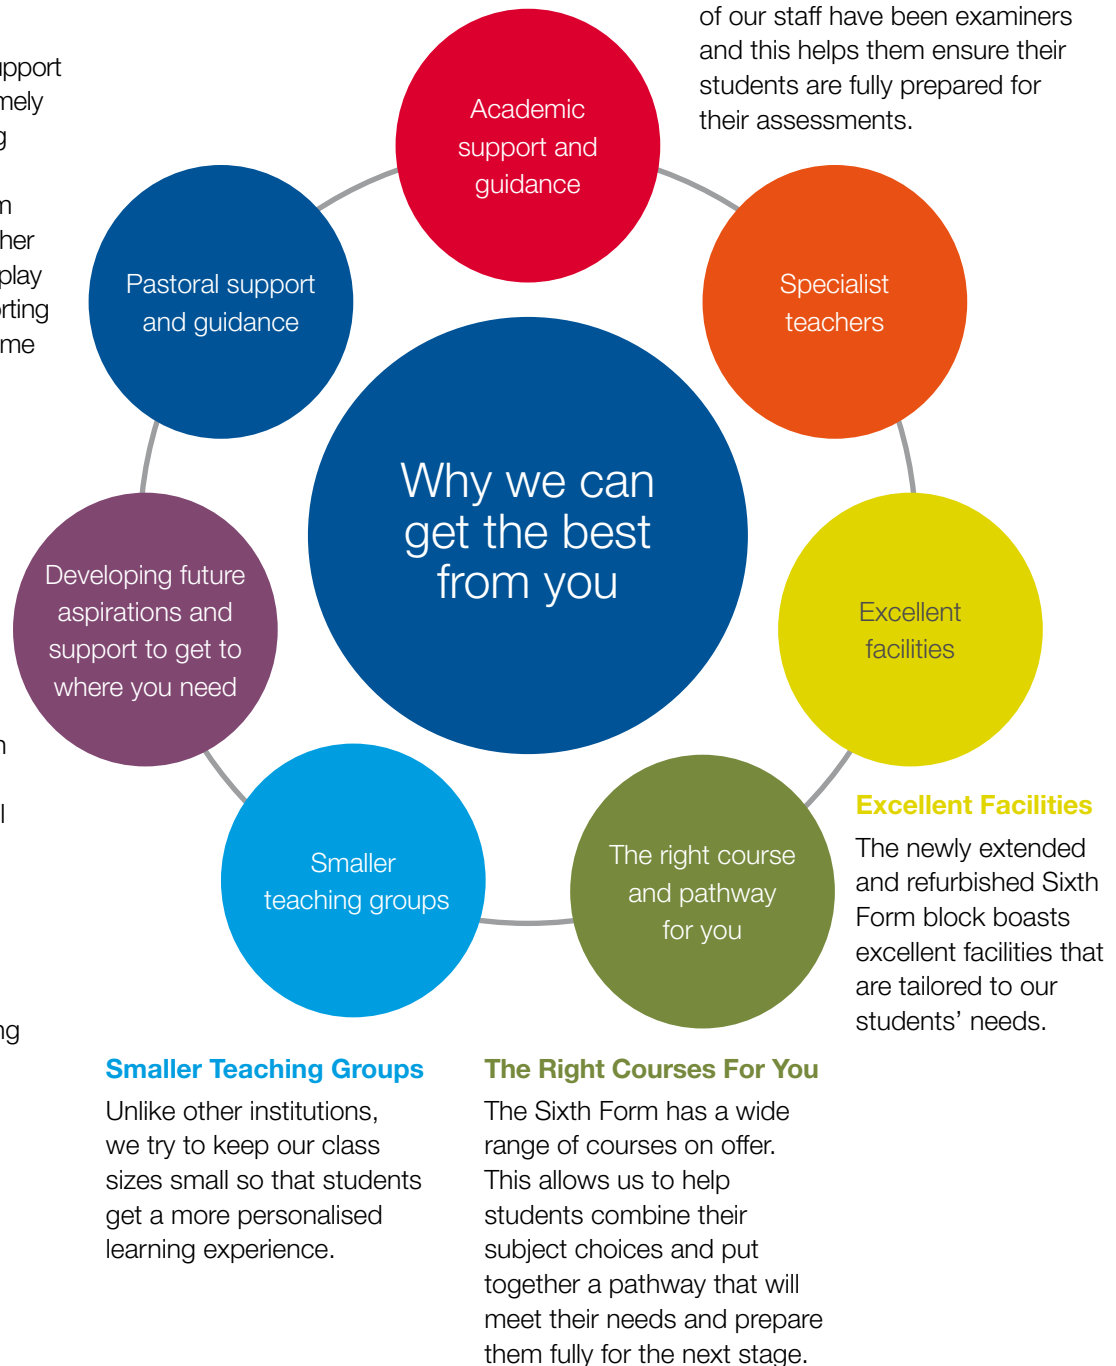 of our staff have been examiners
and this helps them ensure their
students are fully prepared for
their assessments.
Academic
support and
guidance
Pastoral support
and guidance
Specialist
teachers
Why we can
get the best
from you
Developing future
aspirations and
support to get to
where you need
Excellent
facilities
Smaller
teaching groups
The right course
and pathway
for you
Excellent Facilities
The newly extended
and refurbished Sixth
Form block boasts
excellent facilities that
are tailored to our
students’ needs.
Smaller Teaching Groups
Unlike other institutions,
we try to keep our class
sizes small so that students
get a more personalised
learning experience.
The Right Courses For You
The Sixth Form has a wide
range of courses on offer.
This allows us to help
students combine their
subject choices and put
together a pathway that will
meet their needs and prepare
them fully for the next stage.